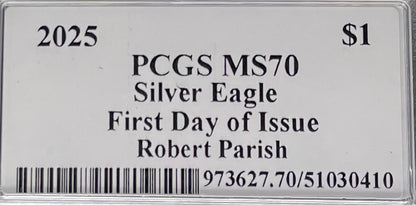 2025 $1
PCGS MS70
Silver Eagle
First Day of Issue
Robert Parish
973627.70/51030410